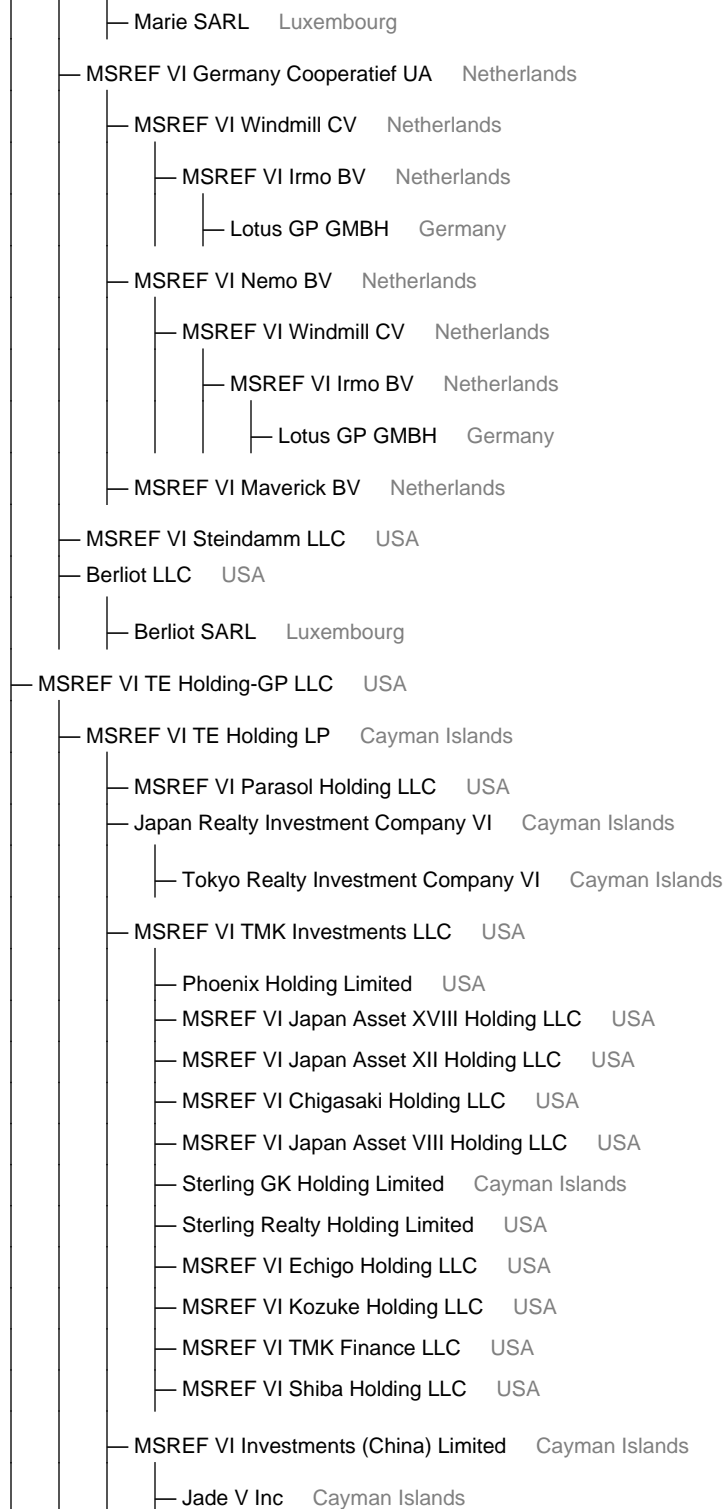 Marie SARL Luxembourg
MSREF VI Germany Cooperatief UA Netherlands
MSREF VI Windmill CV Netherlands
MSREF VI Irmo BV Netherlands
Lotus GP GMBH Germany
MSREF VI Nemo BV Netherlands
MSREF VI Windmill CV Netherlands
MSREF VI Irmo BV Netherlands
Lotus GP GMBH Germany
MSREF VI Maverick BV Netherlands
MSREF VI Steindamm LLC USA
Berliot LLC USA
Berliot SARL Luxembourg
MSREF VI TE Holding-GP LLC USA
MSREF VI TE Holding LP Cayman Islands
MSREF VI Parasol Holding LLC USA
Japan Realty Investment Company VI Cayman Islands
Tokyo Realty Investment Company VI Cayman Islands
MSREF VI TMK Investments LLC USA
Phoenix Holding Limited USA
MSREF VI Japan Asset XVIII Holding LLC USA
MSREF VI Japan Asset XII Holding LLC USA
MSREF VI Chigasaki Holding LLC USA
MSREF VI Japan Asset VIII Holding LLC USA
Sterling GK Holding Limited Cayman Islands
Sterling Realty Holding Limited USA
MSREF VI Echigo Holding LLC USA
MSREF VI Kozuke Holding LLC USA
MSREF VI TMK Finance LLC USA
MSREF VI Shiba Holding LLC USA
MSREF VI Investments (China) Limited Cayman Islands
Jade V Inc Cayman Islands